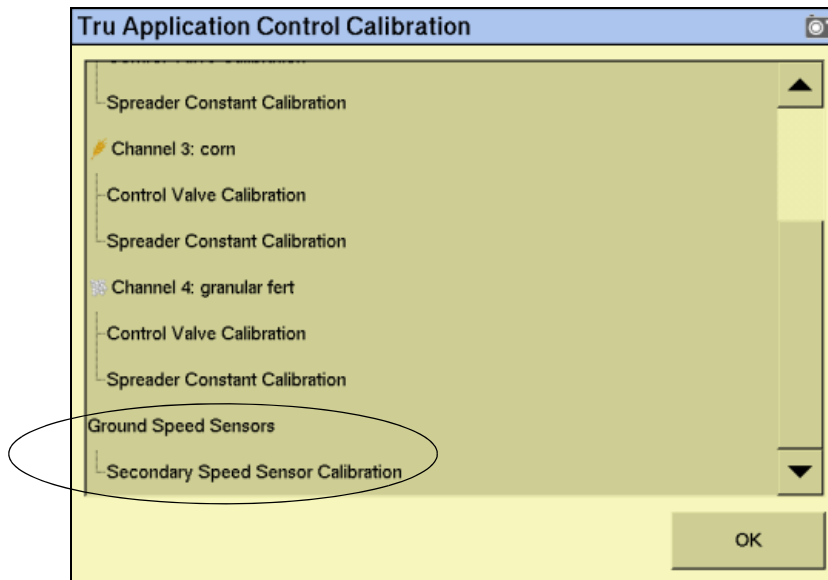 Tru Application Control Calibration
Spreader Constant Calibration
Channel 3: corn
Control Valve Calibration
Spreader Constant Calibration
Channel 4: granular fert
Control Valve Calibration
Spreader Constant Calibration
Ground Speed Sensors
Secondary Speed Sensor Calibration
OK